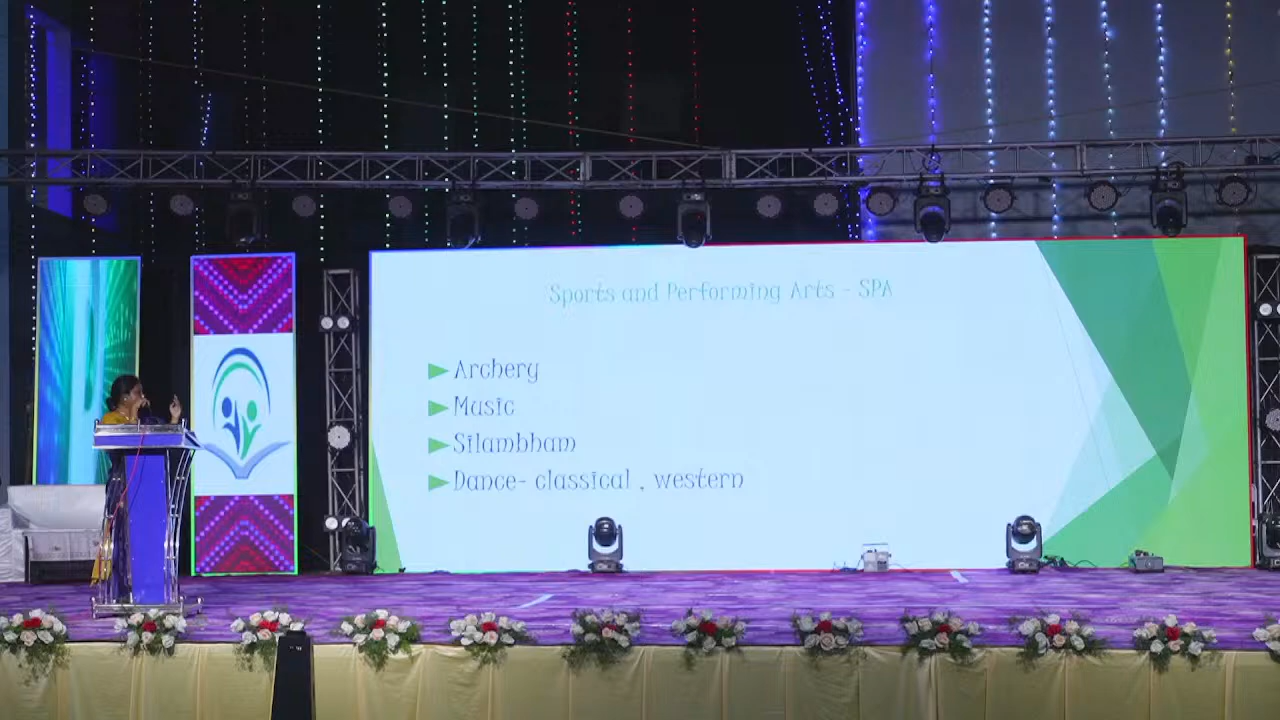 Sports and Performing Arts - SPA
Archery
Music
Silambham
Dance- classical , western